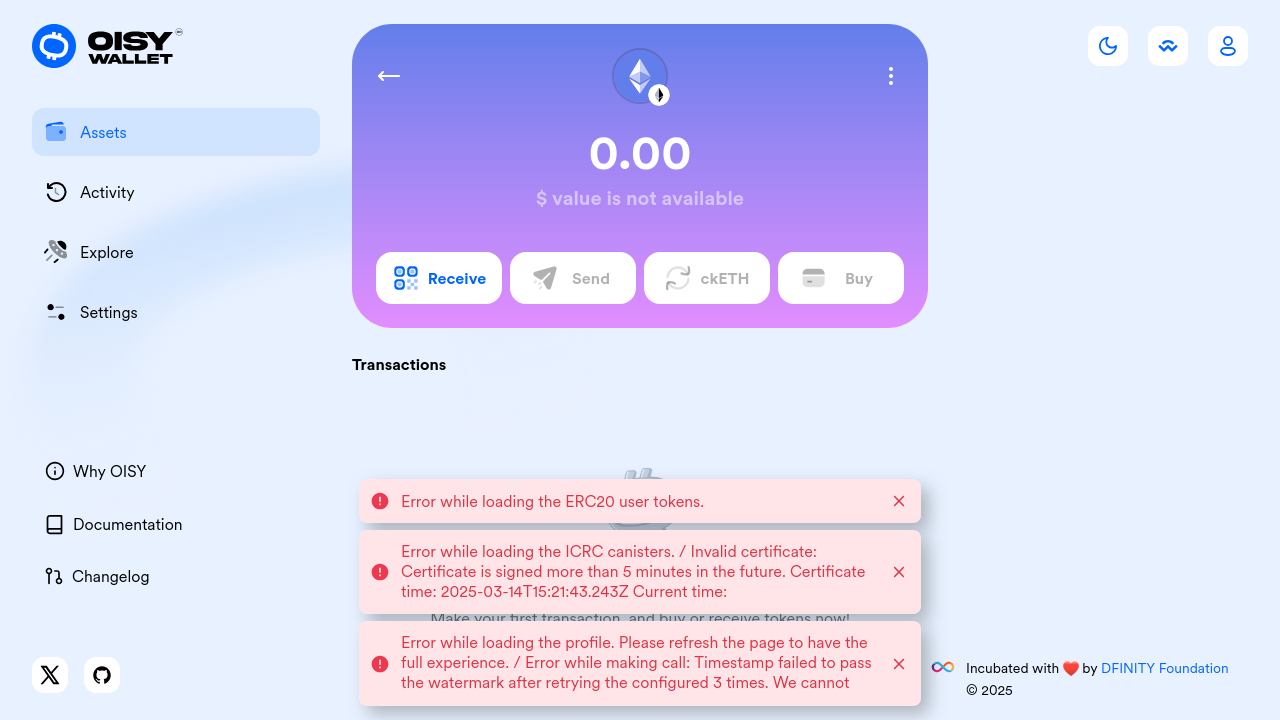 OISY
WALLET
Assets
Activity
Explore
Settings
Why OISY
Documentation
Changelog
0.00
$ value is not available
Receive
Send
ckETH
Buy
Transactions
Error while loading the ERC20 user tokens.
Error while loading the ICRC canisters. / Invalid certificate:
Certificate is signed more than 5 minutes in the future. Certificate
time: 2025-03-14T15:21:43.243Z Current time:
Make your first transaction, and buy or receive tokens now!
Error while loading the profile. Please refresh the page to have the
full experience. / Error while making call: Timestamp failed to pass
the watermark after retrying the configured 3 times. We cannot
Incubated with ❤️ by DFINITY Foundation
© 2025